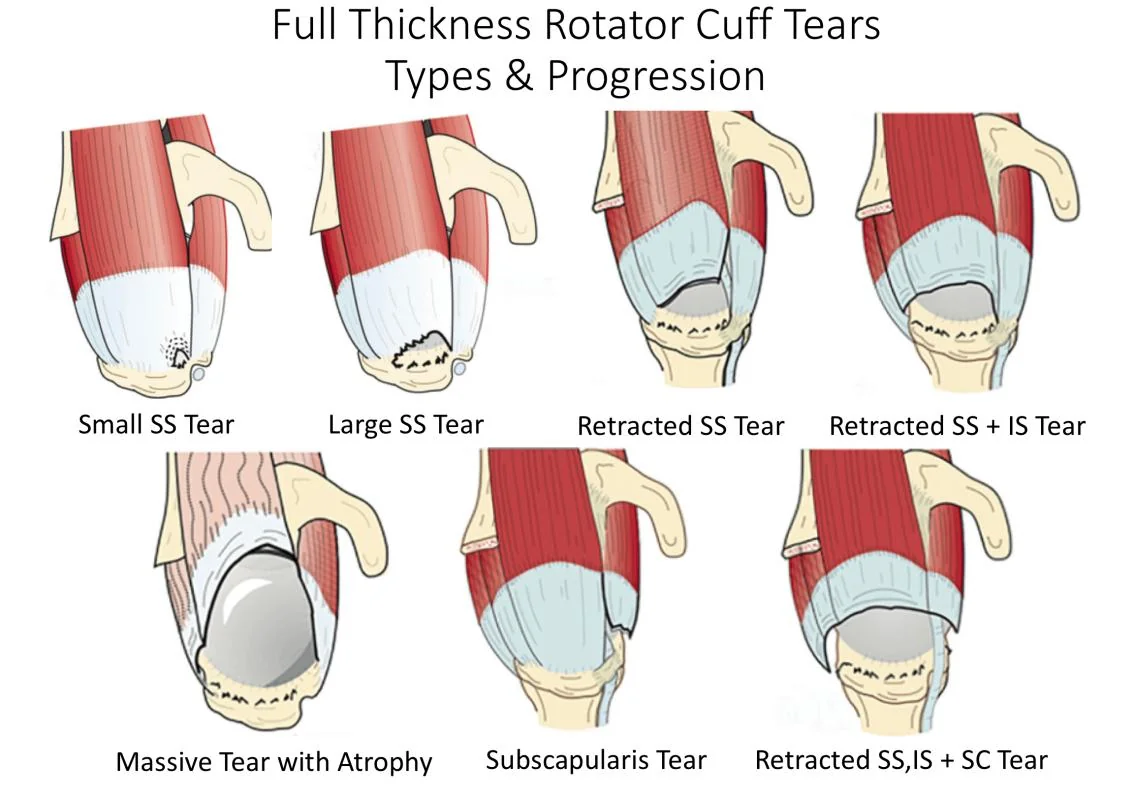 Full Thickness Rotator Cuff Tears
Types & Progression
Small SS Tear
Large SS Tear
Retracted SS Tear
Retracted SS + IS Tear
Massive Tear with Atrophy
Subscapularis Tear
Retracted SS,IS + SC Tear